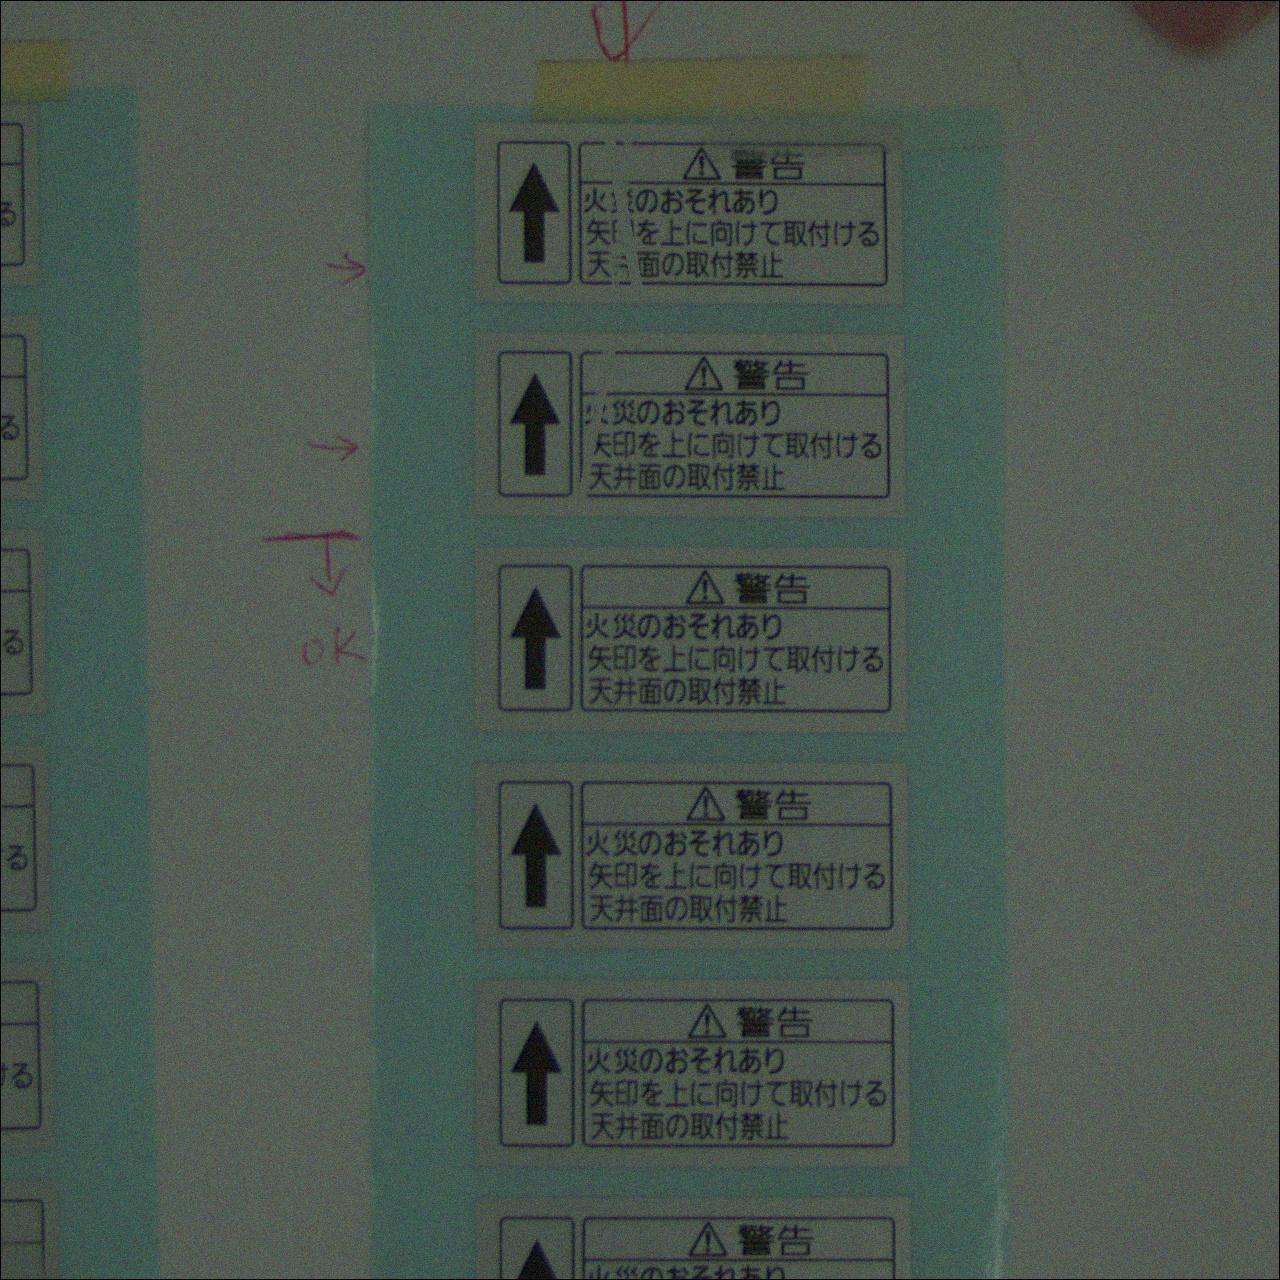 ⚠警告
火災のおそれあり
矢印を上に向けて取付ける
天井面の取付禁止
⚠警告
火災のおそれあり
矢印を上に向けて取付ける
天井面の取付禁止
OK
⚠警告
火災のおそれあり
矢印を上に向けて取付ける
天井面の取付禁止
⚠警告
火災のおそれあり
矢印を上に向けて取付ける
天井面の取付禁止
⚠警告
火災のおそれあり
矢印を上に向けて取付ける
天井面の取付禁止
⚠警告
火災のおそれあり
る
る
る
る
ける